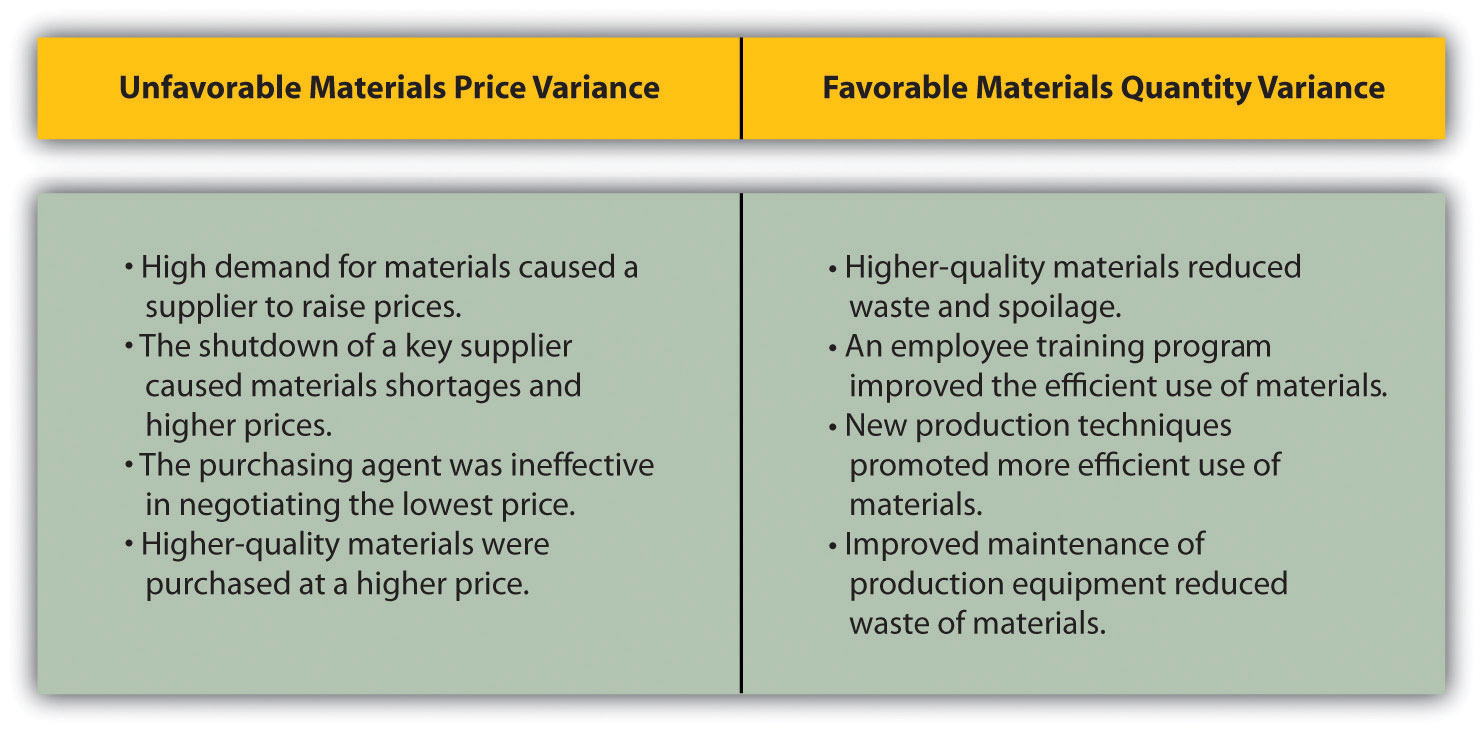 Unfavorable Materials Price Variance
Favorable Materials Quantity Variance
• High demand for materials caused a
supplier to raise prices.
• The shutdown of a key supplier
caused materials shortages and
higher prices.
• The purchasing agent was ineffective
in negotiating the lowest price.
• Higher-quality materials were
purchased at a higher price.
• Higher-quality materials reduced
waste and spoilage.
• An employee training program
improved the efficient use of materials.
• New production techniques
promoted more efficient use of
materials.
• Improved maintenance of
production equipment reduced
waste of materials.